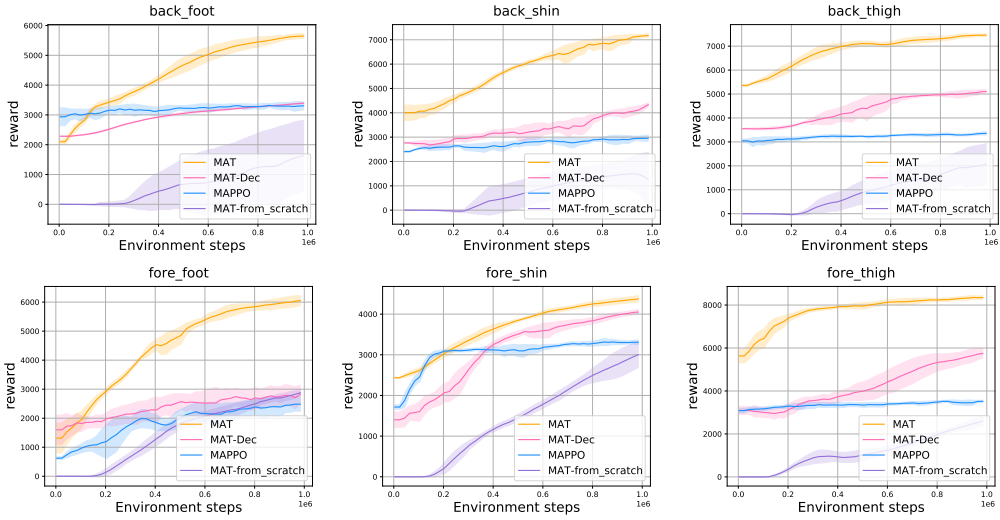 back_foot
6000
5000
4000
3000
2000
1000
0
reward
MAT
MAT-Dec
MAPPO
MAT-from_scratch
0.0 0.2 0.4 0.6 0.8 1.0
1e6
Environment steps
back_shin
7000
6000
5000
4000
3000
2000
1000
0
reward
MAT
MAT-Dec
MAPPO
MAT-from_scratch
0.0 0.2 0.4 0.6 0.8 1.0
1e6
Environment steps
back_thigh
7000
6000
5000
4000
3000
2000
1000
0
reward
MAT
MAT-Dec
MAPPO
MAT-from_scratch
0.0 0.2 0.4 0.6 0.8 1.0
1e6
Environment steps
fore_foot
6000
5000
4000
3000
2000
1000
0
reward
MAT
MAT-Dec
MAPPO
MAT-from_scratch
0.0 0.2 0.4 0.6 0.8 1.0
1e6
Environment steps
fore_shin
4000
3000
2000
1000
0
reward
MAT
MAT-Dec
MAPPO
MAT-from_scratch
0.0 0.2 0.4 0.6 0.8 1.0
1e6
Environment steps
fore_thigh
8000
6000
4000
2000
0
reward
MAT
MAT-Dec
MAPPO
MAT-from_scratch
0.0 0.2 0.4 0.6 0.8 1.0
1e6
Environment steps